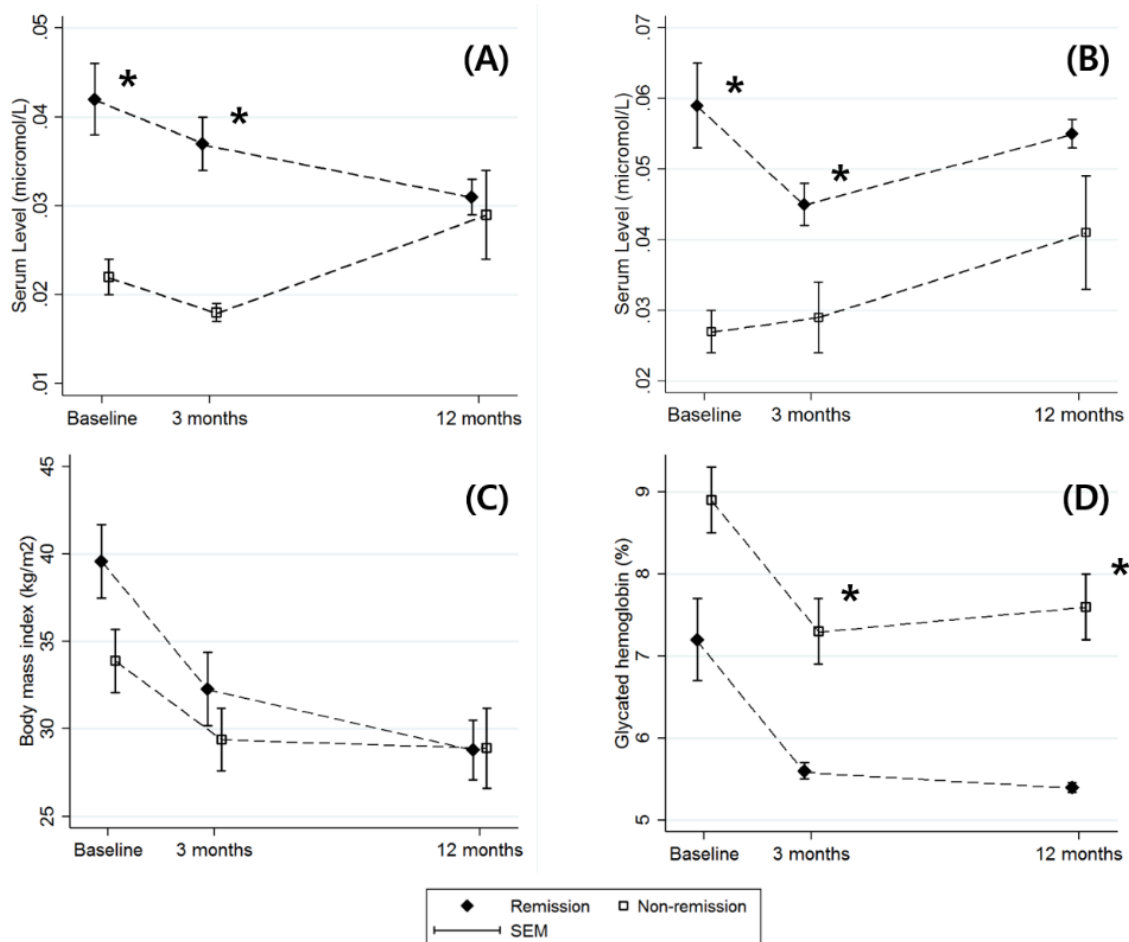 (A)
Serum Level (micromol/L)
.05
.04
.03
.02
.01
*
*
Baseline 3 months 12 months
(B)
Serum Level (micromol/L)
.07
.06
.05
.04
.03
.02
*
*
Baseline 3 months 12 months
(C)
Body mass index (kg/m2)
45
40
35
30
25
Baseline 3 months 12 months
(D)
Glycated hemoglobin (%)
9
8
7
6
5
*
*
Baseline 3 months 12 months
Remission Non-remission
SEM